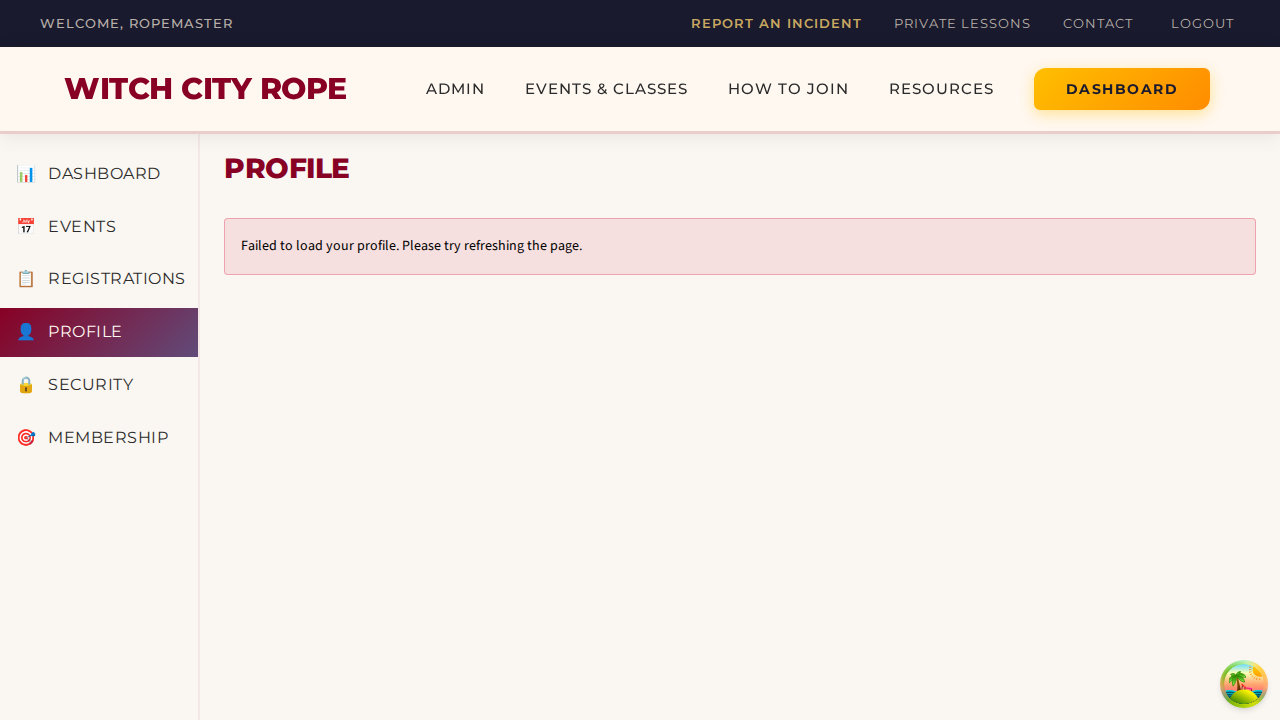 WELCOME, ROPEMASTER
REPORT AN INCIDENT
PRIVATE LESSONS
CONTACT
LOGOUT
WITCH CITY ROPE
ADMIN
EVENTS & CLASSES
HOW TO JOIN
RESOURCES
DASHBOARD
DASHBOARD
EVENTS
REGISTRATIONS
PROFILE
SECURITY
MEMBERSHIP
PROFILE
Failed to load your profile. Please try refreshing the page.